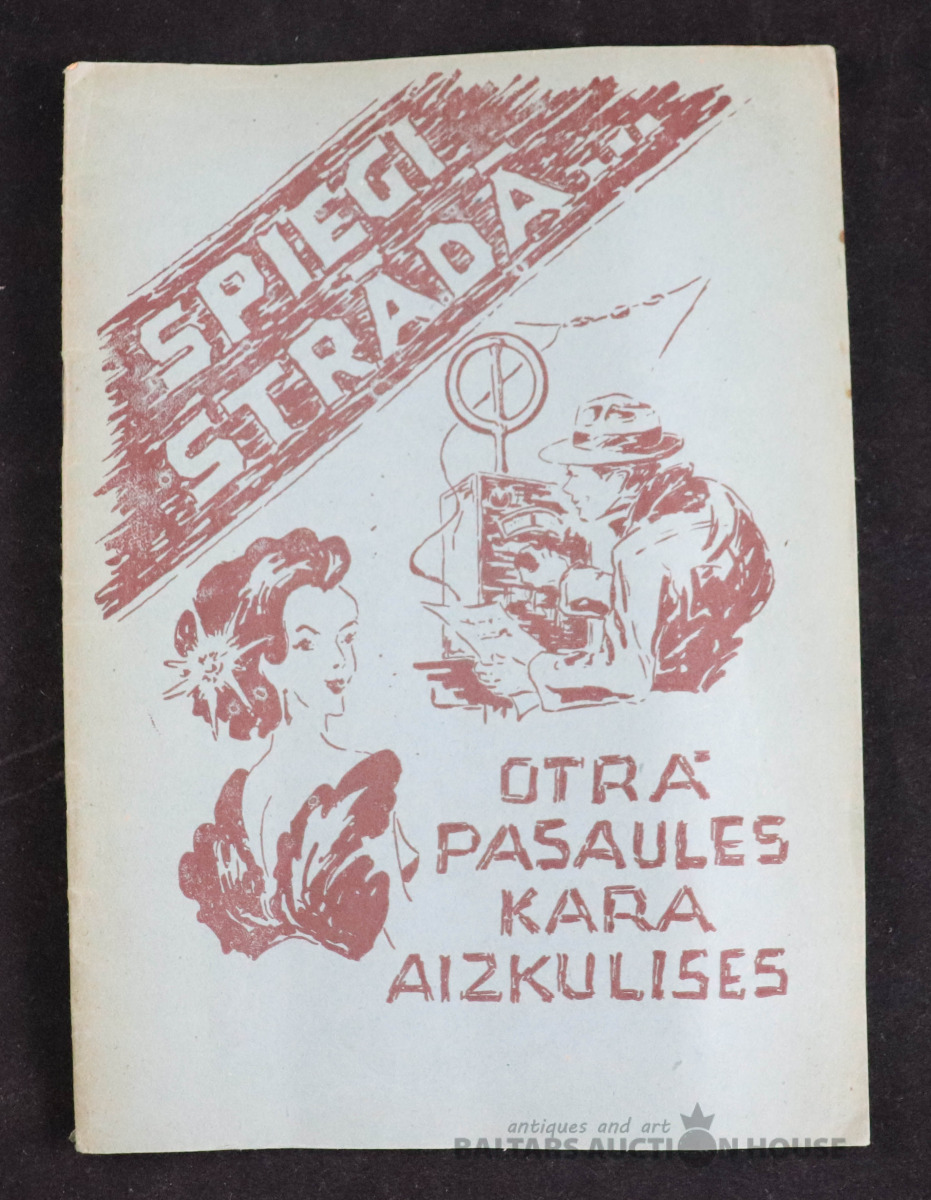 SPIEGI
STRĀDĀ...
OTRĀ
PASAULES
KARA
AIZKULISES
antiques and art
BALTARS AUCTION HOUSE